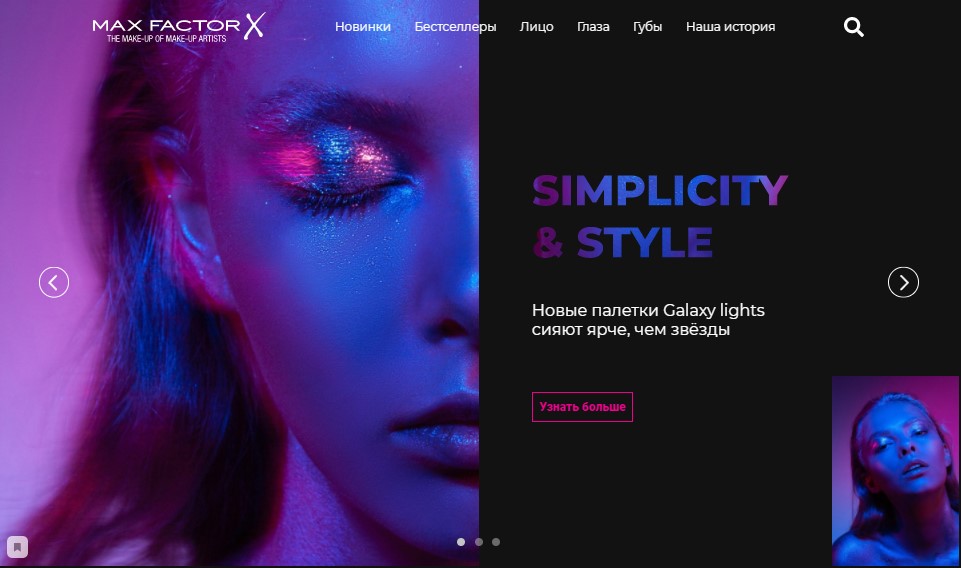 MAX FACTOR X
THE MAKE-UP OF MAKE-UP ARTISTS
Новинки Бестселлеры Лицо Глаза Губы Наша история
SIMPLICITY
& STYLE
Новые палетки Galaxy lights
сияют ярче, чем звёзды
Узнать больше